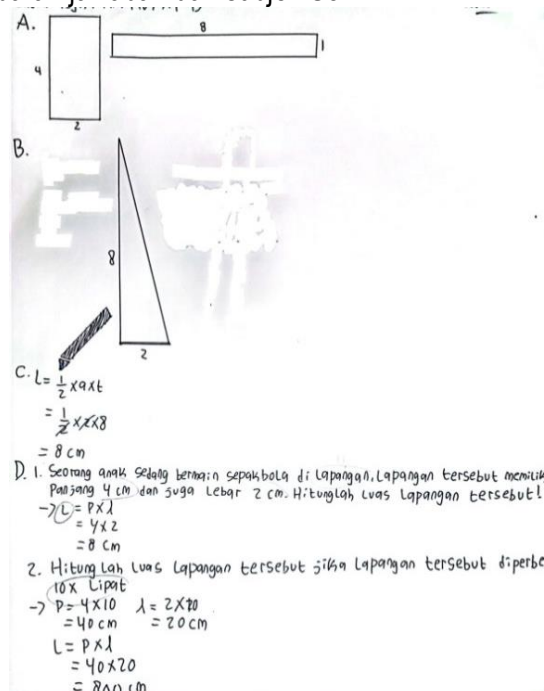 A.
8
4
1
2
B.
8
2
C. L = 1/2 x a x t
= 1/2 x 2 x 8
= 8 cm
D. 1. Seorang anak sedang bermain sepakbola di lapangan. Lapangan tersebut
Panjang 4 cm dan juga Lebar 2 cm. Hitunglah luas lapangan tersebut!
-> L = P x l
= 4 x 2
= 8 cm
2. Hitunglah luas lapangan tersebut jika lapangan tersebut
10x Lipat
-> P = 4 x 10 l = 2 x 10
= 40 cm = 20 cm
L = P x l
= 40 x 20
= 800 cm